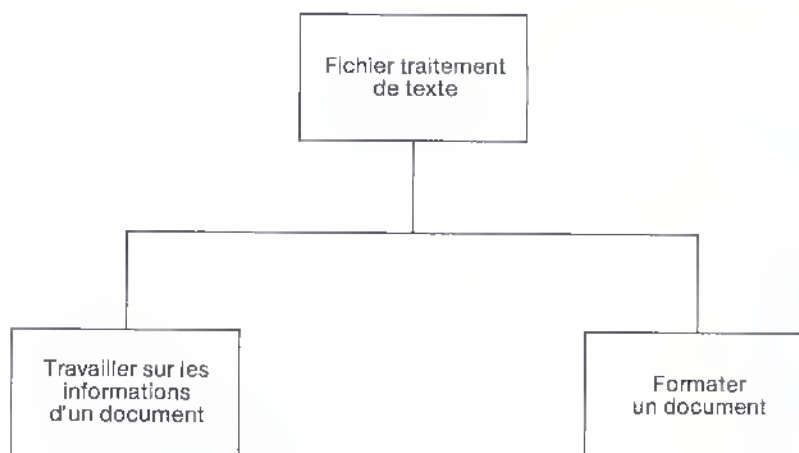 Fichier traitement
de texte
Travailler sur les
informations
d'un document
Formater
un document